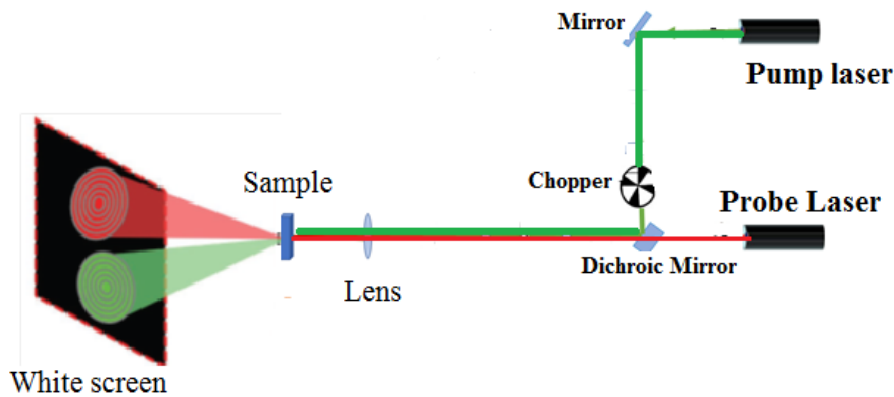 Mirror
Pump laser
Chopper
Sample
Probe Laser
Dichroic Mirror
Lens
White screen